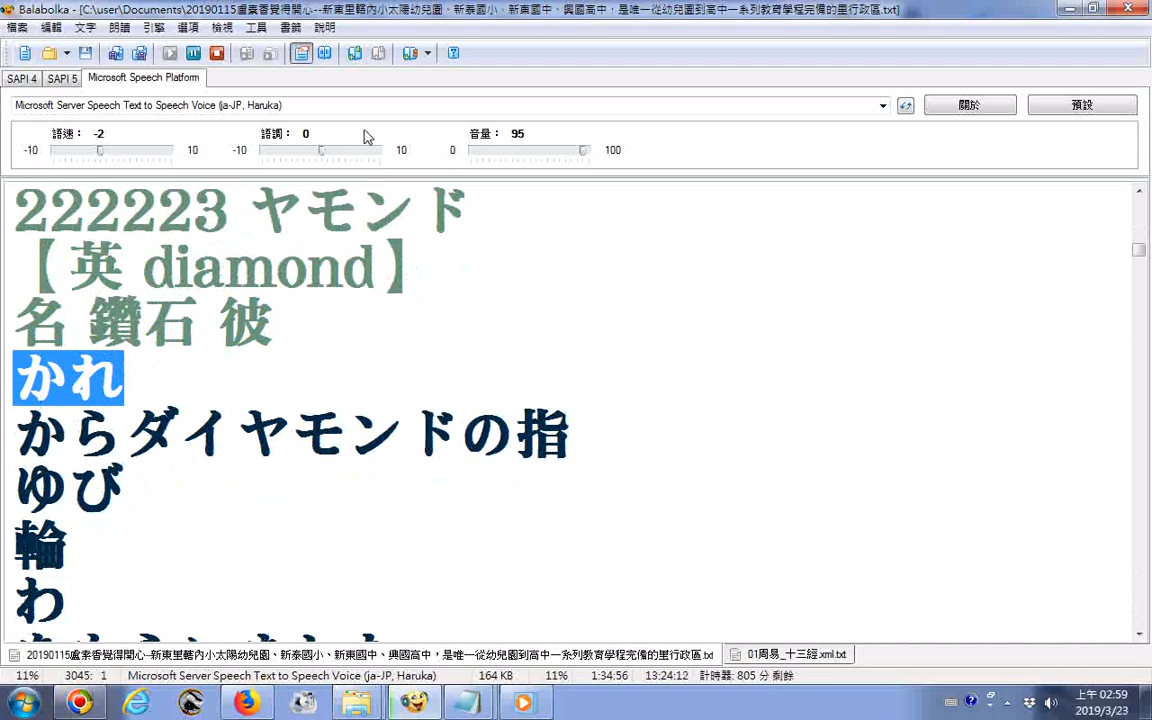 Balabolka - [C:\user\Documents\20190115盧素香覺得開心--新東里轄內小太陽幼兒園、新泰國小、新東國中、興國高中，是唯一從幼兒園到高中一系列教育學程完備的里行政區.txt]
檔案 編輯 文字 朗讀 引擎 選項 檢視 工具 書籤 說明
SAPI 4 SAPI 5 Microsoft Speech Platform
Microsoft Server Speech Text to Speech Voice (ja-JP, Haruka) 關於 預設
語速： -2 語調： 0 音量： 95
-10 10 -10 10 0 100
222223 ヤモンド
【英 diamond】
名 鑽石 彼
かれ
からダイヤモンドの指
ゆび
輪
わ
20190115盧素香覺得開心--新東里轄內小太陽幼兒園、新泰國小、新東國中、興國高中，是唯一從幼兒園到高中一系列教育學程完備的里行政區.txt 01周易_十三經.xml.txt
11% 3045: 1 Microsoft Server Speech Text to Speech Voice (ja-JP, Haruka) 164 KB 11% 1:34:56 13:24:12 計時器: 805 分 剩餘
上午 02:59
2019/3/23